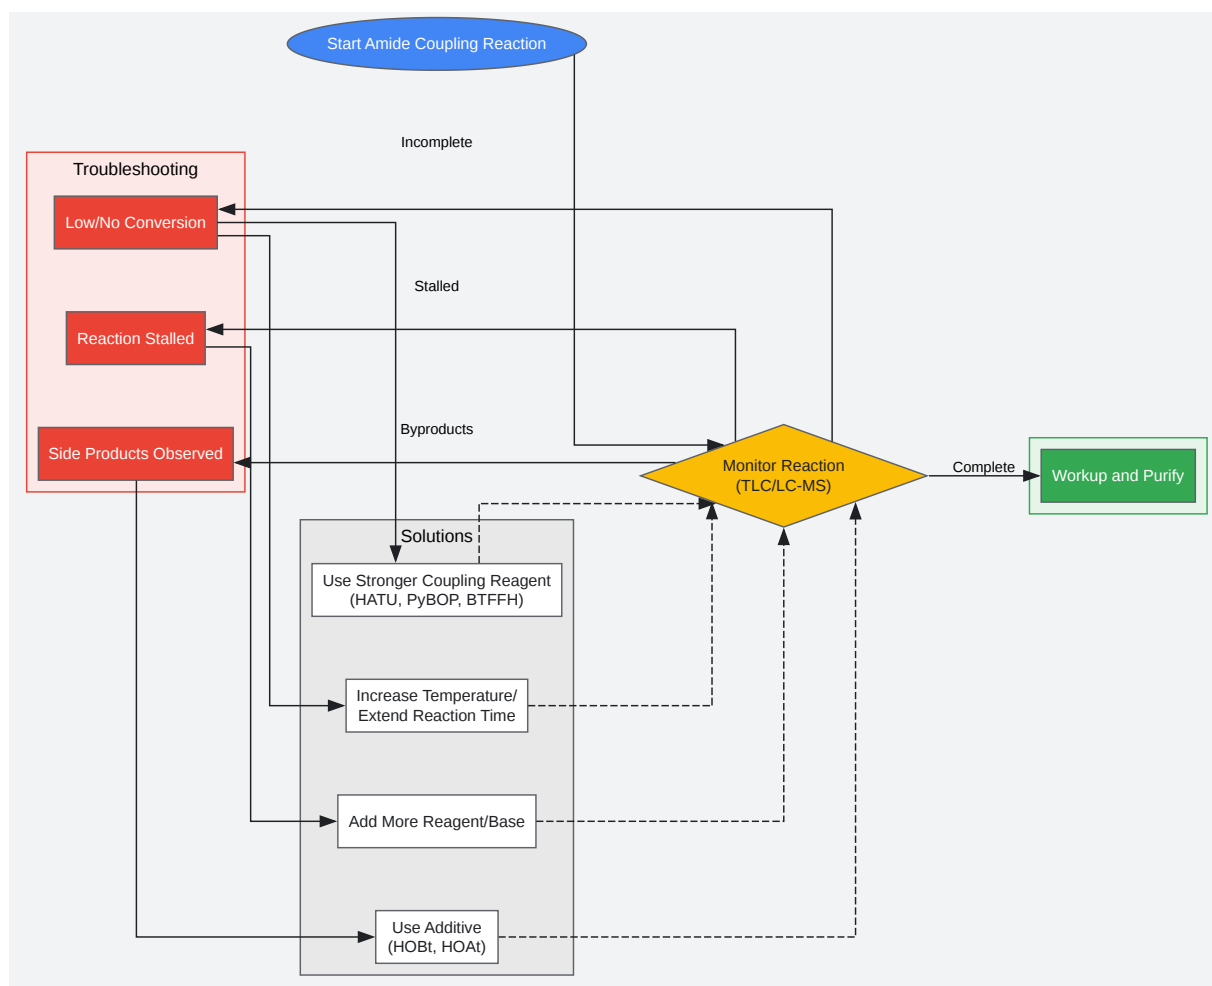 Start Amide Coupling Reaction
Incomplete
Troubleshooting
Low/No Conversion
Stalled
Reaction Stalled
Byproducts
Side Products Observed
Monitor Reaction
(TLC/LC-MS)
Complete
Workup and Purify
Solutions
Use Stronger Coupling Reagent
(HATU, PyBOP, BTFFH)
Increase Temperature/
Extend Reaction Time
Add More Reagent/Base
Use Additive
(HOBt, HOAt)